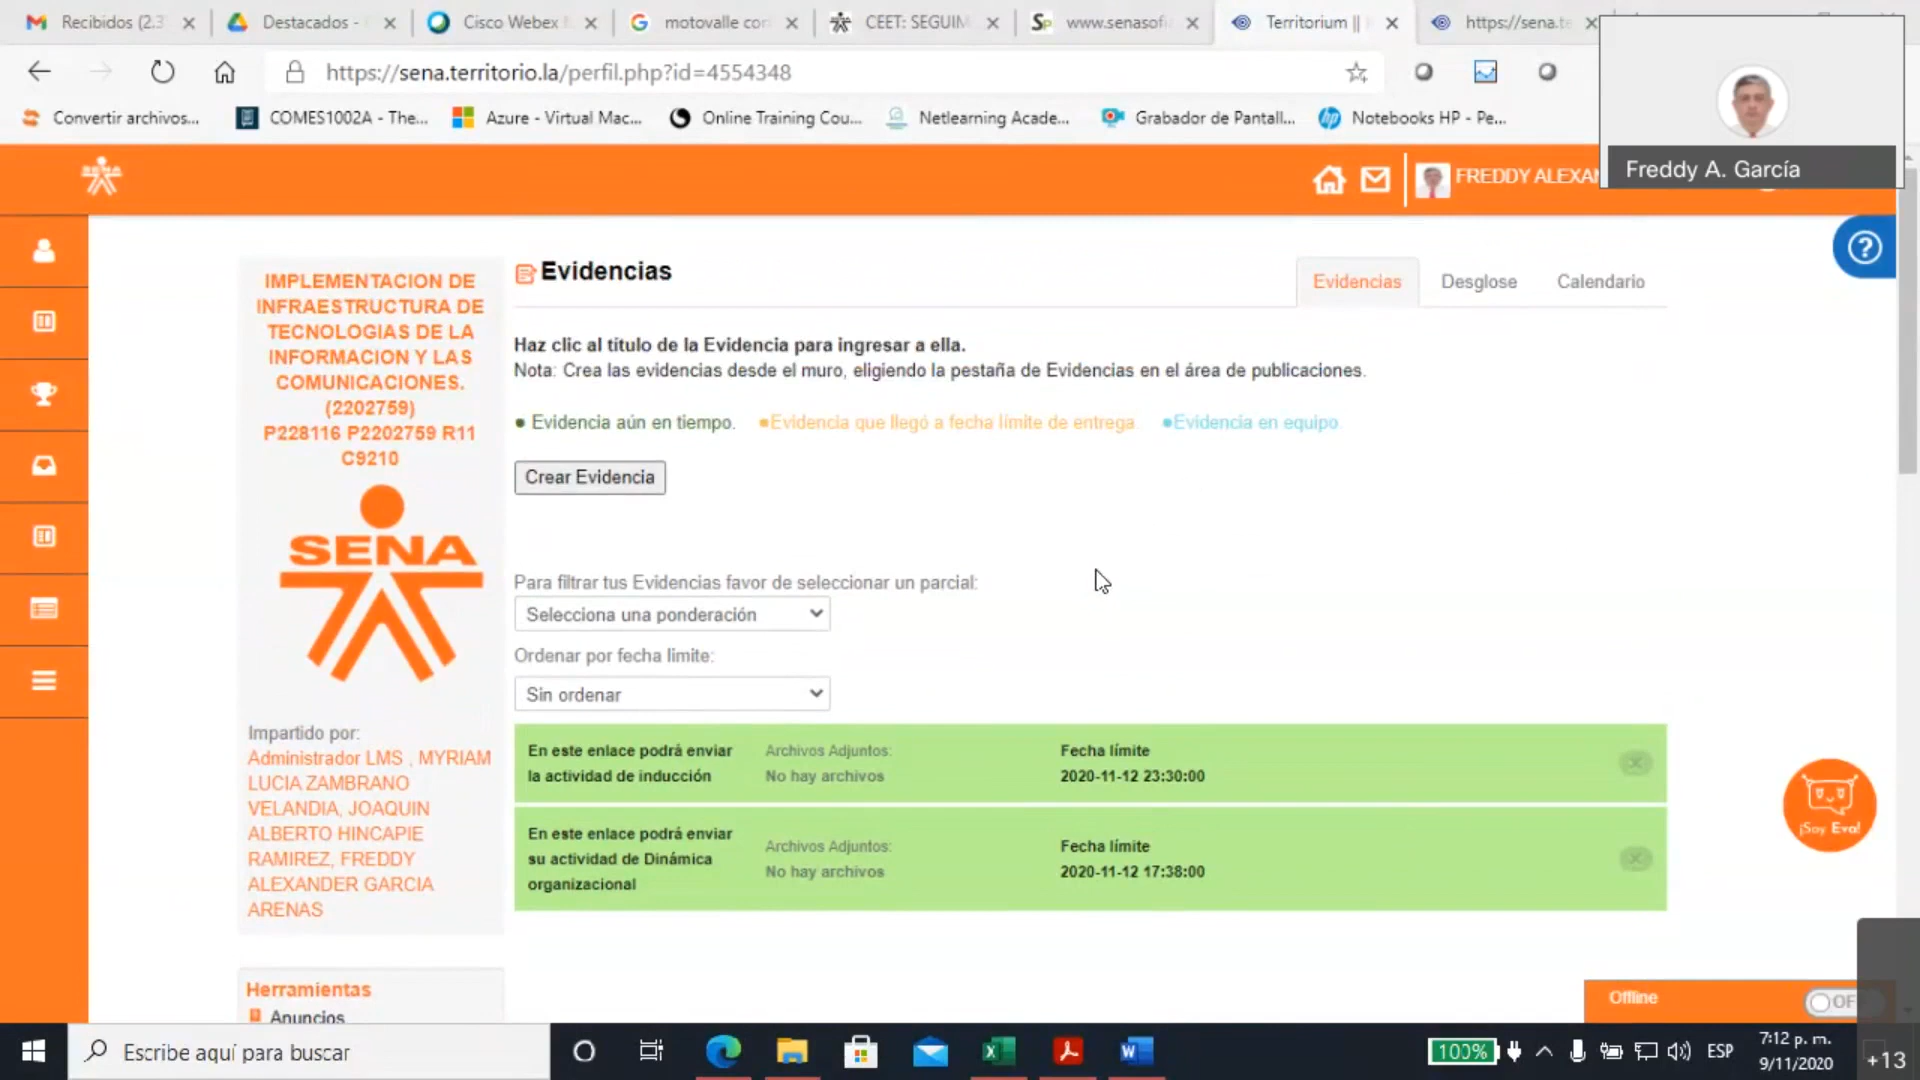 Recibidos (2.3
Destacados -
Cisco Webex
motovalle con
CEET: SEGUIM
www.senasofi
Territorium ||
https://sena.te
https://sena.territorio.la/perfil.php?id=4554348
Convertir archivos...
COMES1002A - The...
Azure - Virtual Mac...
Online Training Cou...
Netlearning Acade...
Grabador de Pantall...
Notebooks HP - Pe...
Freddy A. García
FREDDY ALEXAN
IMPLEMENTACION DE
INFRAESTRUCTURA DE
TECNOLOGIAS DE LA
INFORMACION Y LAS
COMUNICACIONES.
(2202759)
P228116 P2202759 R11
C9210
SENA
Impartido por:
Administrador LMS , MYRIAM
LUCIA ZAMBRANO
VELANDIA, JOAQUIN
ALBERTO HINCAPIE
RAMIREZ, FREDDY
ALEXANDER GARCIA
ARENAS
Herramientas
Anuncios
Evidencias
Evidencias
Desglose
Calendario
Haz clic al título de la Evidencia para ingresar a ella.
Nota: Crea las evidencias desde el muro, eligiendo la pestaña de Evidencias en el área de publicaciones.
Evidencia aún en tiempo.
Evidencia que llegó a fecha límite de entrega.
Evidencia en equipo.
Crear Evidencia
Para filtrar tus Evidencias favor de seleccionar un parcial:
Selecciona una ponderación
Ordenar por fecha limite:
Sin ordenar
En este enlace podrá enviar
la actividad de inducción
Archivos Adjuntos:
No hay archivos
Fecha límite
2020-11-12 23:30:00
En este enlace podrá enviar
su actividad de Dinámica
organizacional
Archivos Adjuntos:
No hay archivos
Fecha límite
2020-11-12 17:38:00
¡Soy Eva!
Offline
OF
Escribe aquí para buscar
100%
ESP
7:12 p. m.
9/11/2020
+13